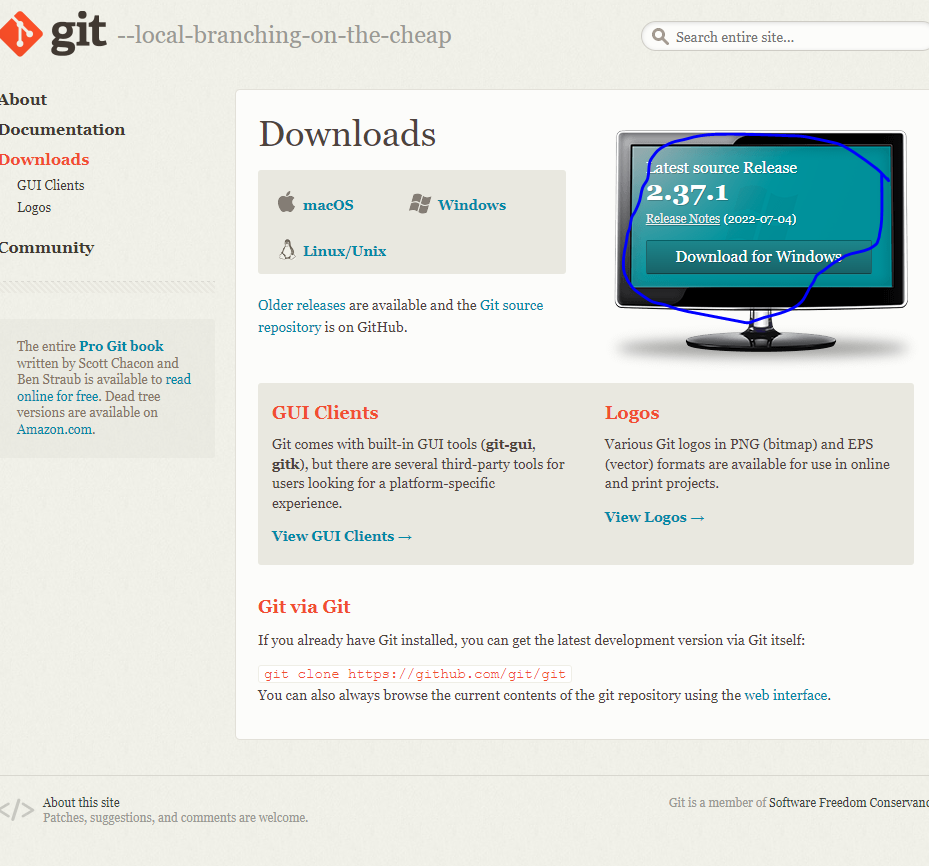 git --local-branching-on-the-cheap
Search entire site...
About
Documentation
Downloads
GUI Clients
Logos
Community
The entire Pro Git book
written by Scott Chacon and
Ben Straub is available to read
online for free. Dead tree
versions are available on
Amazon.com.
Downloads
macOS
Windows
Linux/Unix
Older releases are available and the Git source
repository is on GitHub.
Latest source Release
2.37.1
Release Notes (2022-07-04)
Download for Windows
GUI Clients
Git comes with built-in GUI tools (git-gui,
gitk), but there are several third-party tools for
users looking for a platform-specific
experience.
View GUI Clients →
Logos
Various Git logos in PNG (bitmap) and EPS
(vector) formats are available for use in online
and print projects.
View Logos →
Git via Git
If you already have Git installed, you can get the latest development version via Git itself:
git clone https://github.com/git/git
You can also always browse the current contents of the git repository using the web interface.
</> About this site
Patches, suggestions, and comments are welcome.
Git is a member of Software Freedom Conservanc